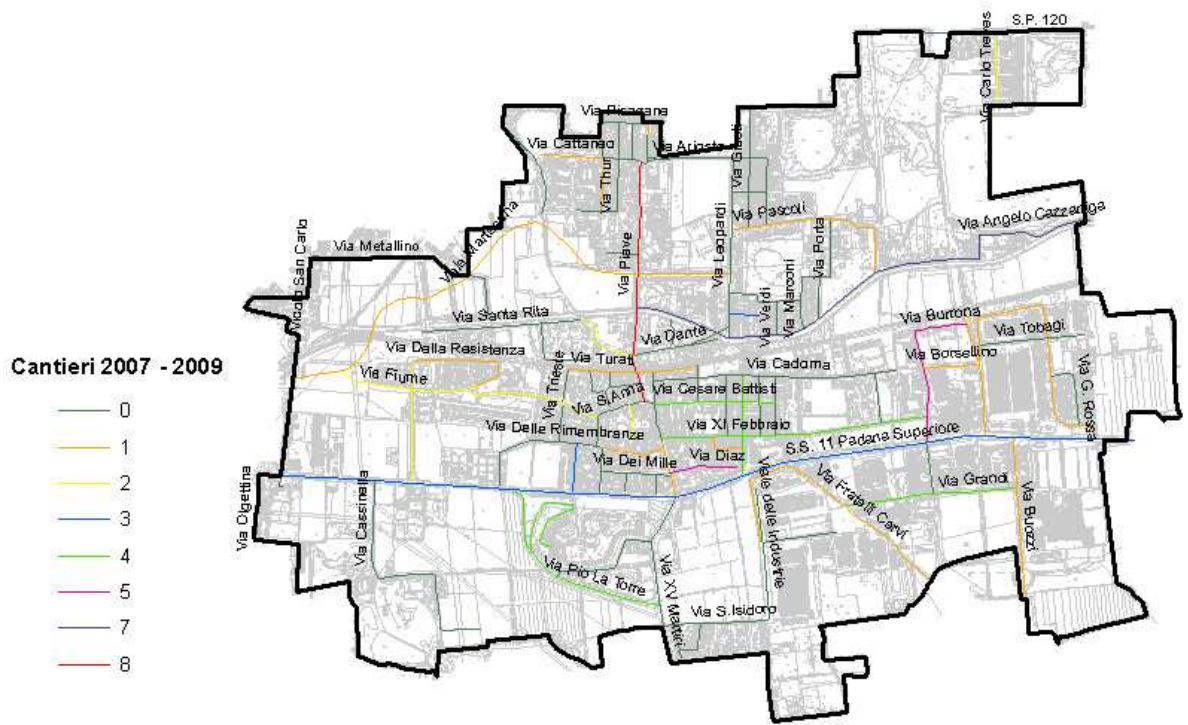 S.P. 120
Via Carlo Treves
Via Cattaneo
Via Ariosto
Via Thur
Via Pascoli
Via Angelo Cazzaniga
Vicolo San Carlo
Via Metallino
Viale Martesana
Via Piave
Via Leopardi
Via Porta
Via Verdi
Via Marconi
Via Santa Rita
Via Dante
Via Burrona
Via Tobagi
Cantieri 2007 - 2009
Via Della Resistenza
Via Turati
Via Cadorna
Via Borsellino
Via Fiume
Via Trieste
Via S.Anna
Via Cesare Battisti
Via G. Rossa
0
1
2
3
4
5
7
8
Via Delle Rimembranze
Via XI Febbraio
S.S. 11 Padana Superiore
Via Dei Mille
Via Diaz
Via Olgettina
Via Cassinella
Viale delle Industrie
Via Fratelli Cervi
Via Grandi
Via Buozzi
Via Pio La Torre
Via XV Martiri
Via S.Isidoro